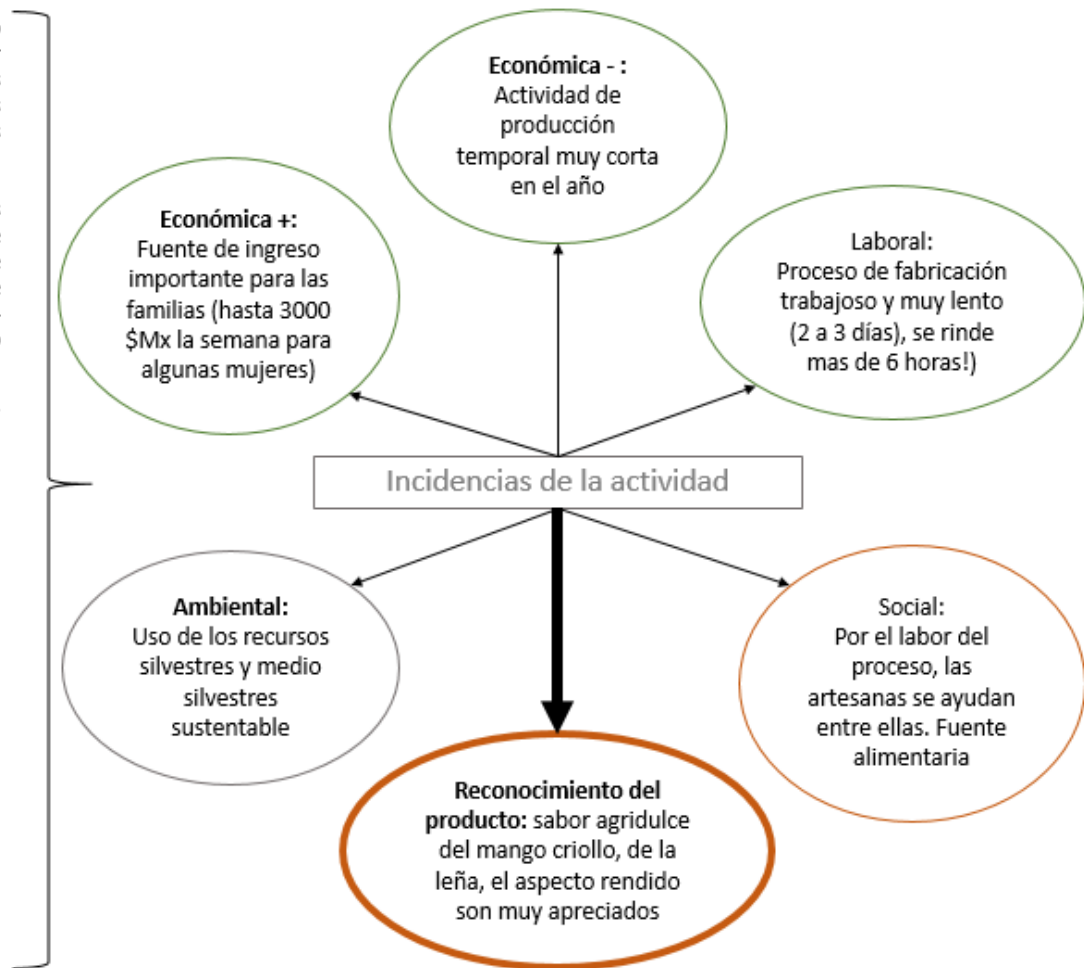 Económica - :
Actividad de
producción
temporal muy corta
en el año
Económica +:
Fuente de ingreso
importante para las
familias (hasta 3000
$Mx la semana para
algunas mujeres)
Laboral:
Proceso de fabricación
trabajoso y muy lento
(2 a 3 días), se rinde
mas de 6 horas!)
Incidencias de la actividad
Ambiental:
Uso de los recursos
silvestres y medio
silvestres
sustentable
Social:
Por el labor del
proceso, las
artesanas se ayudan
entre ellas. Fuente
alimentaria
Reconocimiento del
producto: sabor agridulce
del mango criollo, de la
leña, el aspecto rendido
son muy apreciados